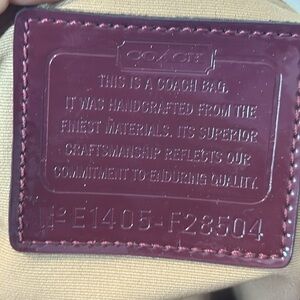 COACH
THIS IS A COACH BAG.
IT WAS HANDCRAFTED FROM THE
FINEST MATERIALS. ITS SUPERIOR
CRAFTSMANSHIP REFLECTS OUR
COMMITMENT TO ENDURING QUALITY.
Nº E1405-F28504